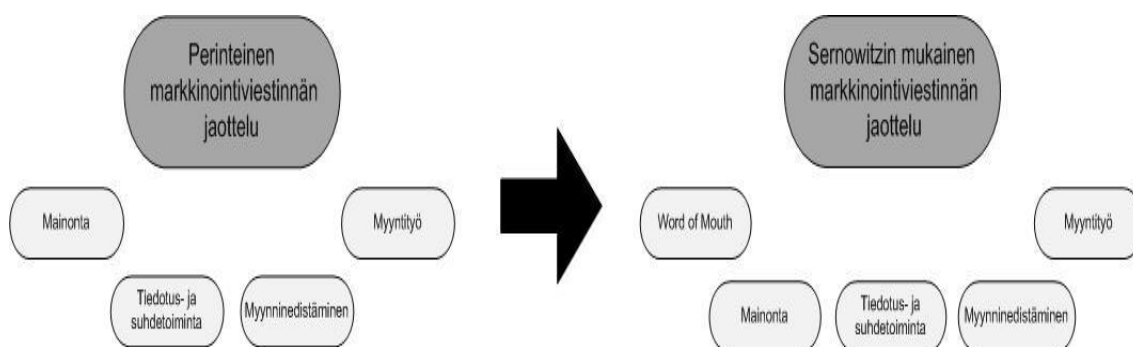 Perinteinen
markkinointiviestinnän
jaottelu
Mainonta
Myyntityö
Tiedotus- ja
suhdetoiminta
Myynninedistäminen
Sernowitzin mukainen
markkinointiviestinnän
jaottelu
Word of Mouth
Myyntityö
Mainonta
Tiedotus- ja
suhdetoiminta
Myynninedistäminen